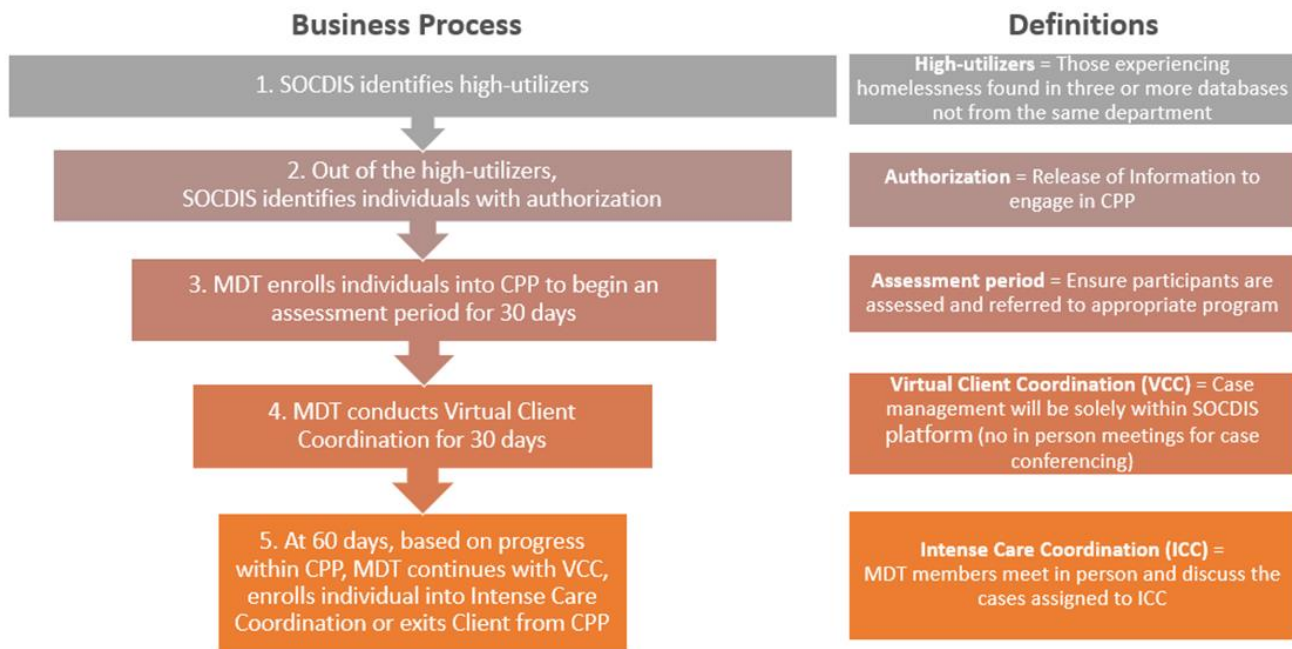 Business Process
1. SOCDIS identifies high-utilizers
2. Out of the high-utilizers,
SOCDIS identifies individuals with authorization
3. MDT enrolls individuals into CPP to begin an
assessment period for 30 days
4. MDT conducts Virtual Client
Coordination for 30 days
5. At 60 days, based on progress
within CPP, MDT continues with VCC,
enrolls individual into Intense Care
Coordination or exits Client from CPP
Definitions
High-utilizers = Those experiencing
homelessness found in three or more databases
not from the same department
Authorization = Release of Information to
engage in CPP
Assessment period = Ensure participants are
assessed and referred to appropriate program
Virtual Client Coordination (VCC) = Case
management will be solely within SOCDIS
platform (no in person meetings for case
conferencing)
Intense Care Coordination (ICC) =
MDT members meet in person and discuss the
cases assigned to ICC